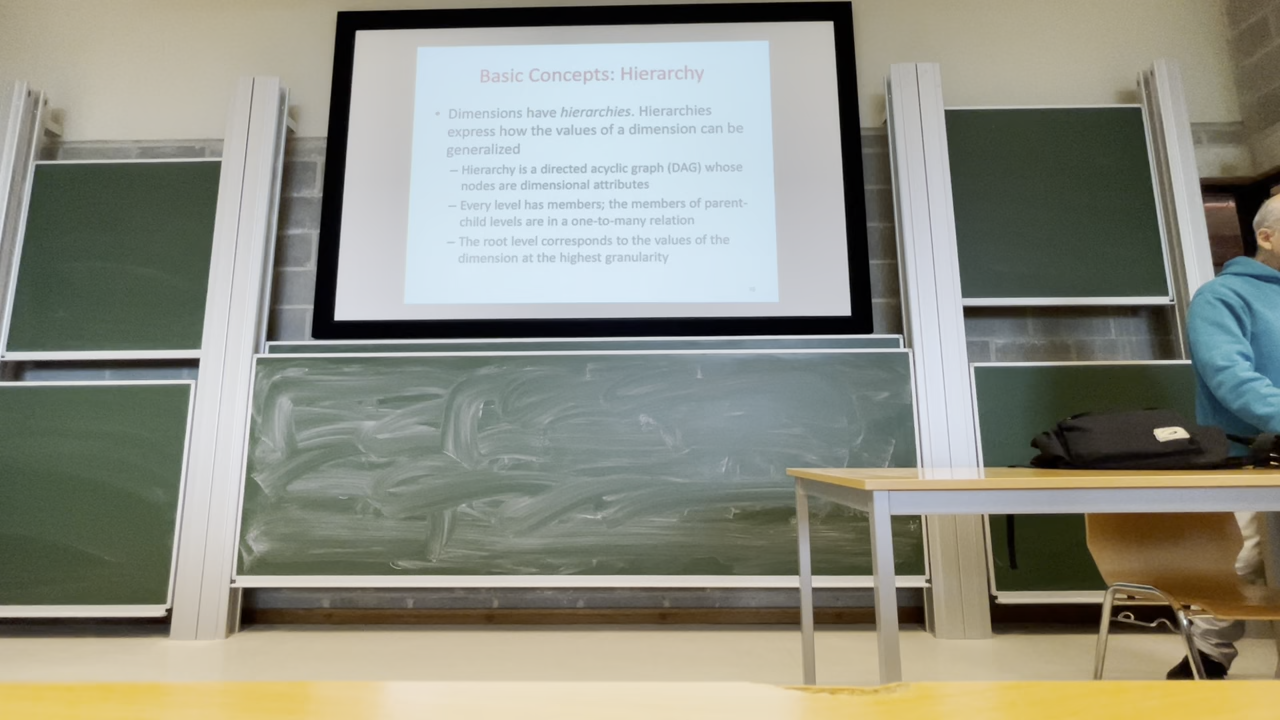 Basic Concepts: Hierarchy
• Dimensions have hierarchies. Hierarchies
express how the values of a dimension can be
generalized
– Hierarchy is a directed acyclic graph (DAG) whose
nodes are dimensional attributes
– Every level has members; the members of parent-
child levels are in a one-to-many relation
– The root level corresponds to the values of the
dimension at the highest granularity